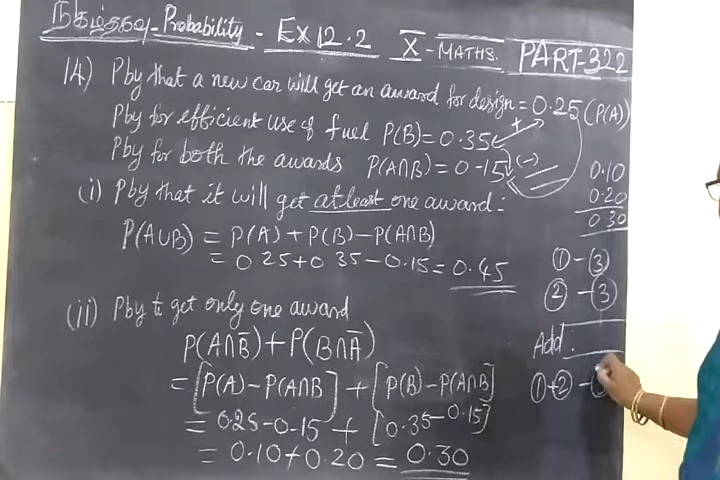 நிகழ்தகவு - Probability - Ex 12.2 X - MATHS. PART-322
14) Pby that a new car will get an award for design = 0.25 (P(A))
Pby for efficient use of fuel P(B) = 0.35
Pby for both the awards P(A∩B) = 0.15
+
(-)
0.10
0.20
0.30
(i) Pby that it will get atleast one award:
P(A∪B) = P(A) + P(B) - P(A∩B)
= 0.25 + 0.35 - 0.15 = 0.45
① - ③
② - ③
Add.
① + ② -
(ii) Pby to get only one award
P(A∩B̅) + P(B∩A̅)
= [P(A) - P(A∩B] + [P(B) - P(A∩B]
= 0.25 - 0.15 + [0.35 - 0.15]
= 0.10 + 0.20 = 0.30